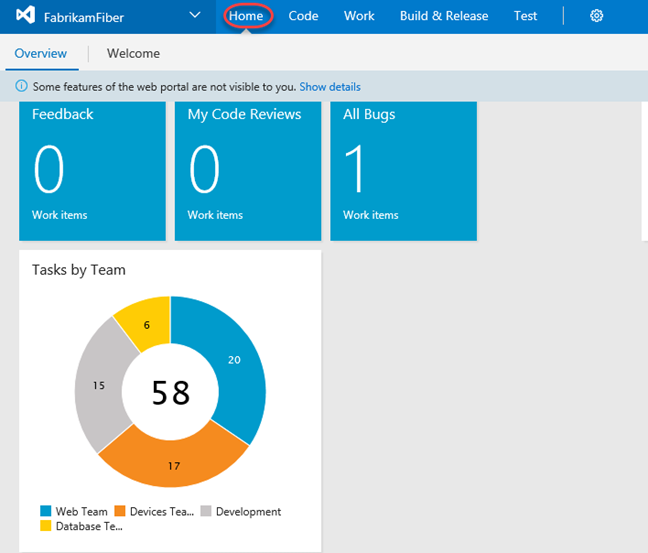 FabrikamFiber Home Code Work Build & Release Test
Overview Welcome
Some features of the web portal are not visible to you. Show details
Feedback My Code Reviews All Bugs
0 0 1
Work items Work items Work items
Tasks by Team
6
20
15
58
17
Web Team Devices Tea... Development
Database Te...